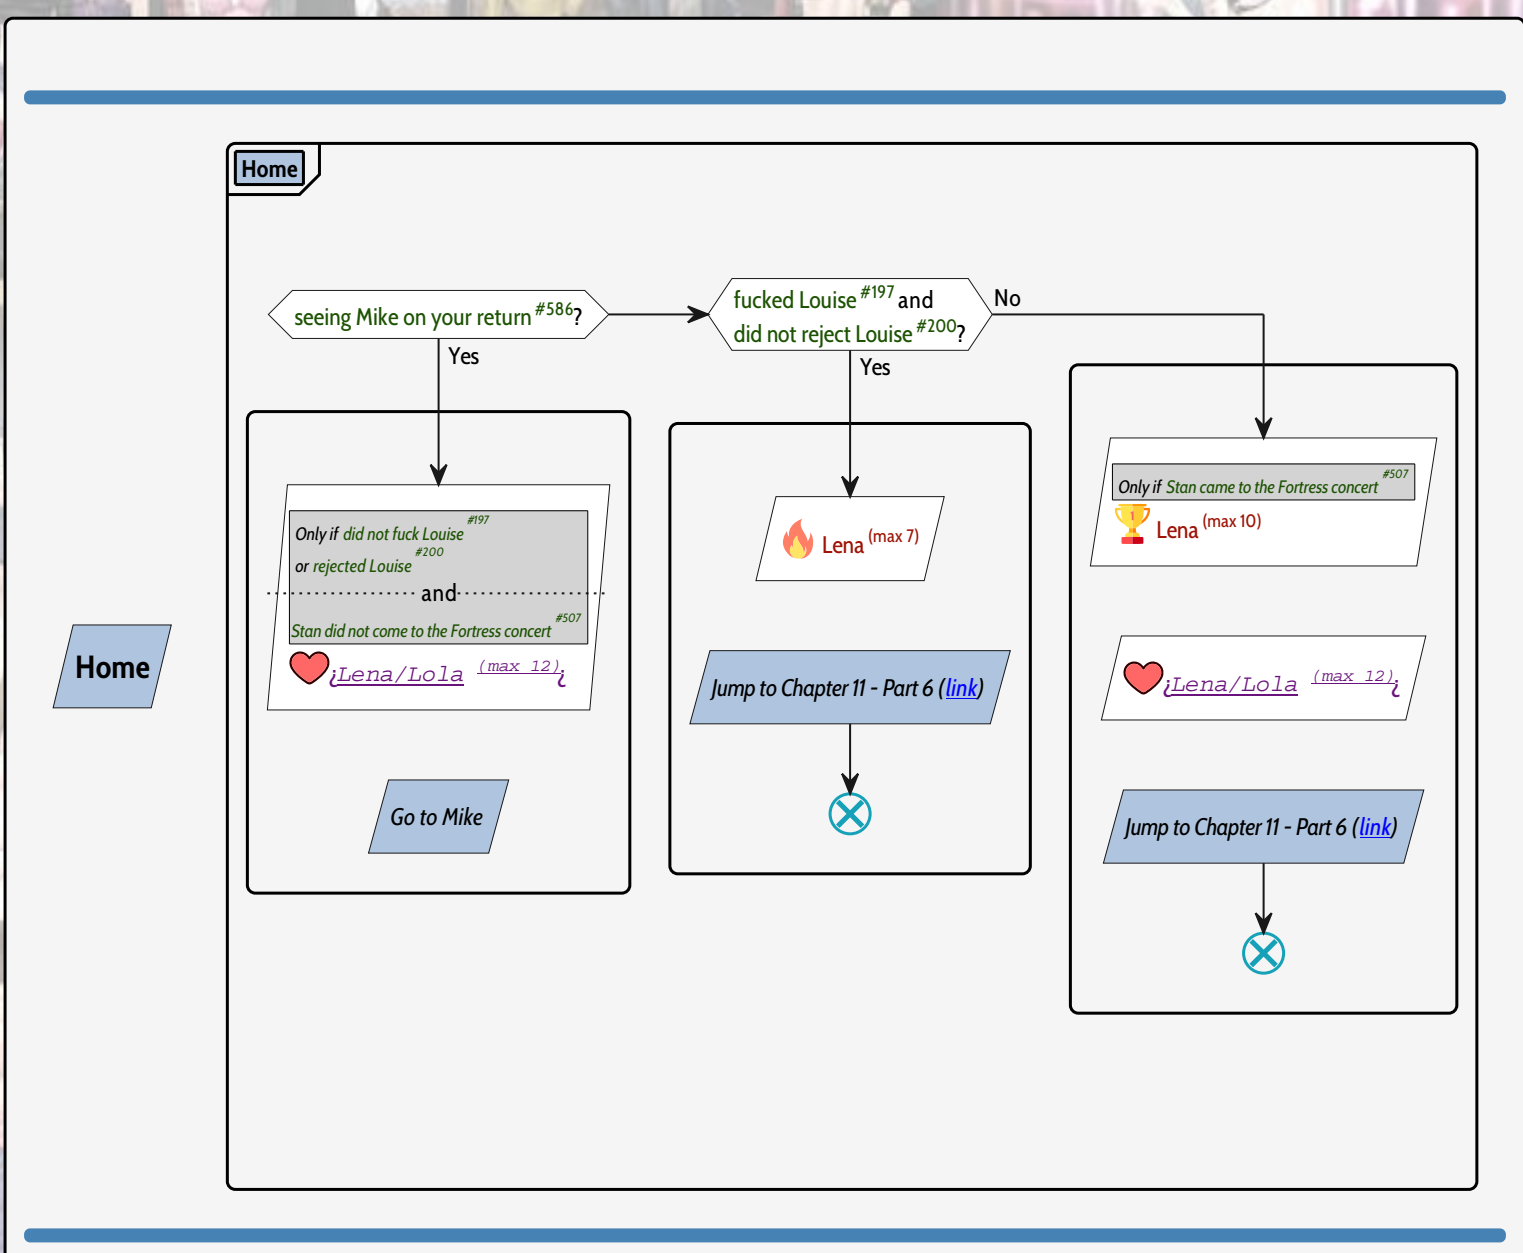 Home
seeing Mike on your return #586?
fucked Louise #197 and
did not reject Louise #200?
No
Yes
Yes
Only if did not fuck Louise #197
or rejected Louise #200
and
Stan did not come to the Fortress concert #507
¿Lena/Lola (max 12)¿
Go to Mike
Lena (max 7)
Jump to Chapter 11 - Part 6 (link)
Only if Stan came to the Fortress concert #507
1
Lena (max 10)
¿Lena/Lola (max 12)¿
Jump to Chapter 11 - Part 6 (link)
Home